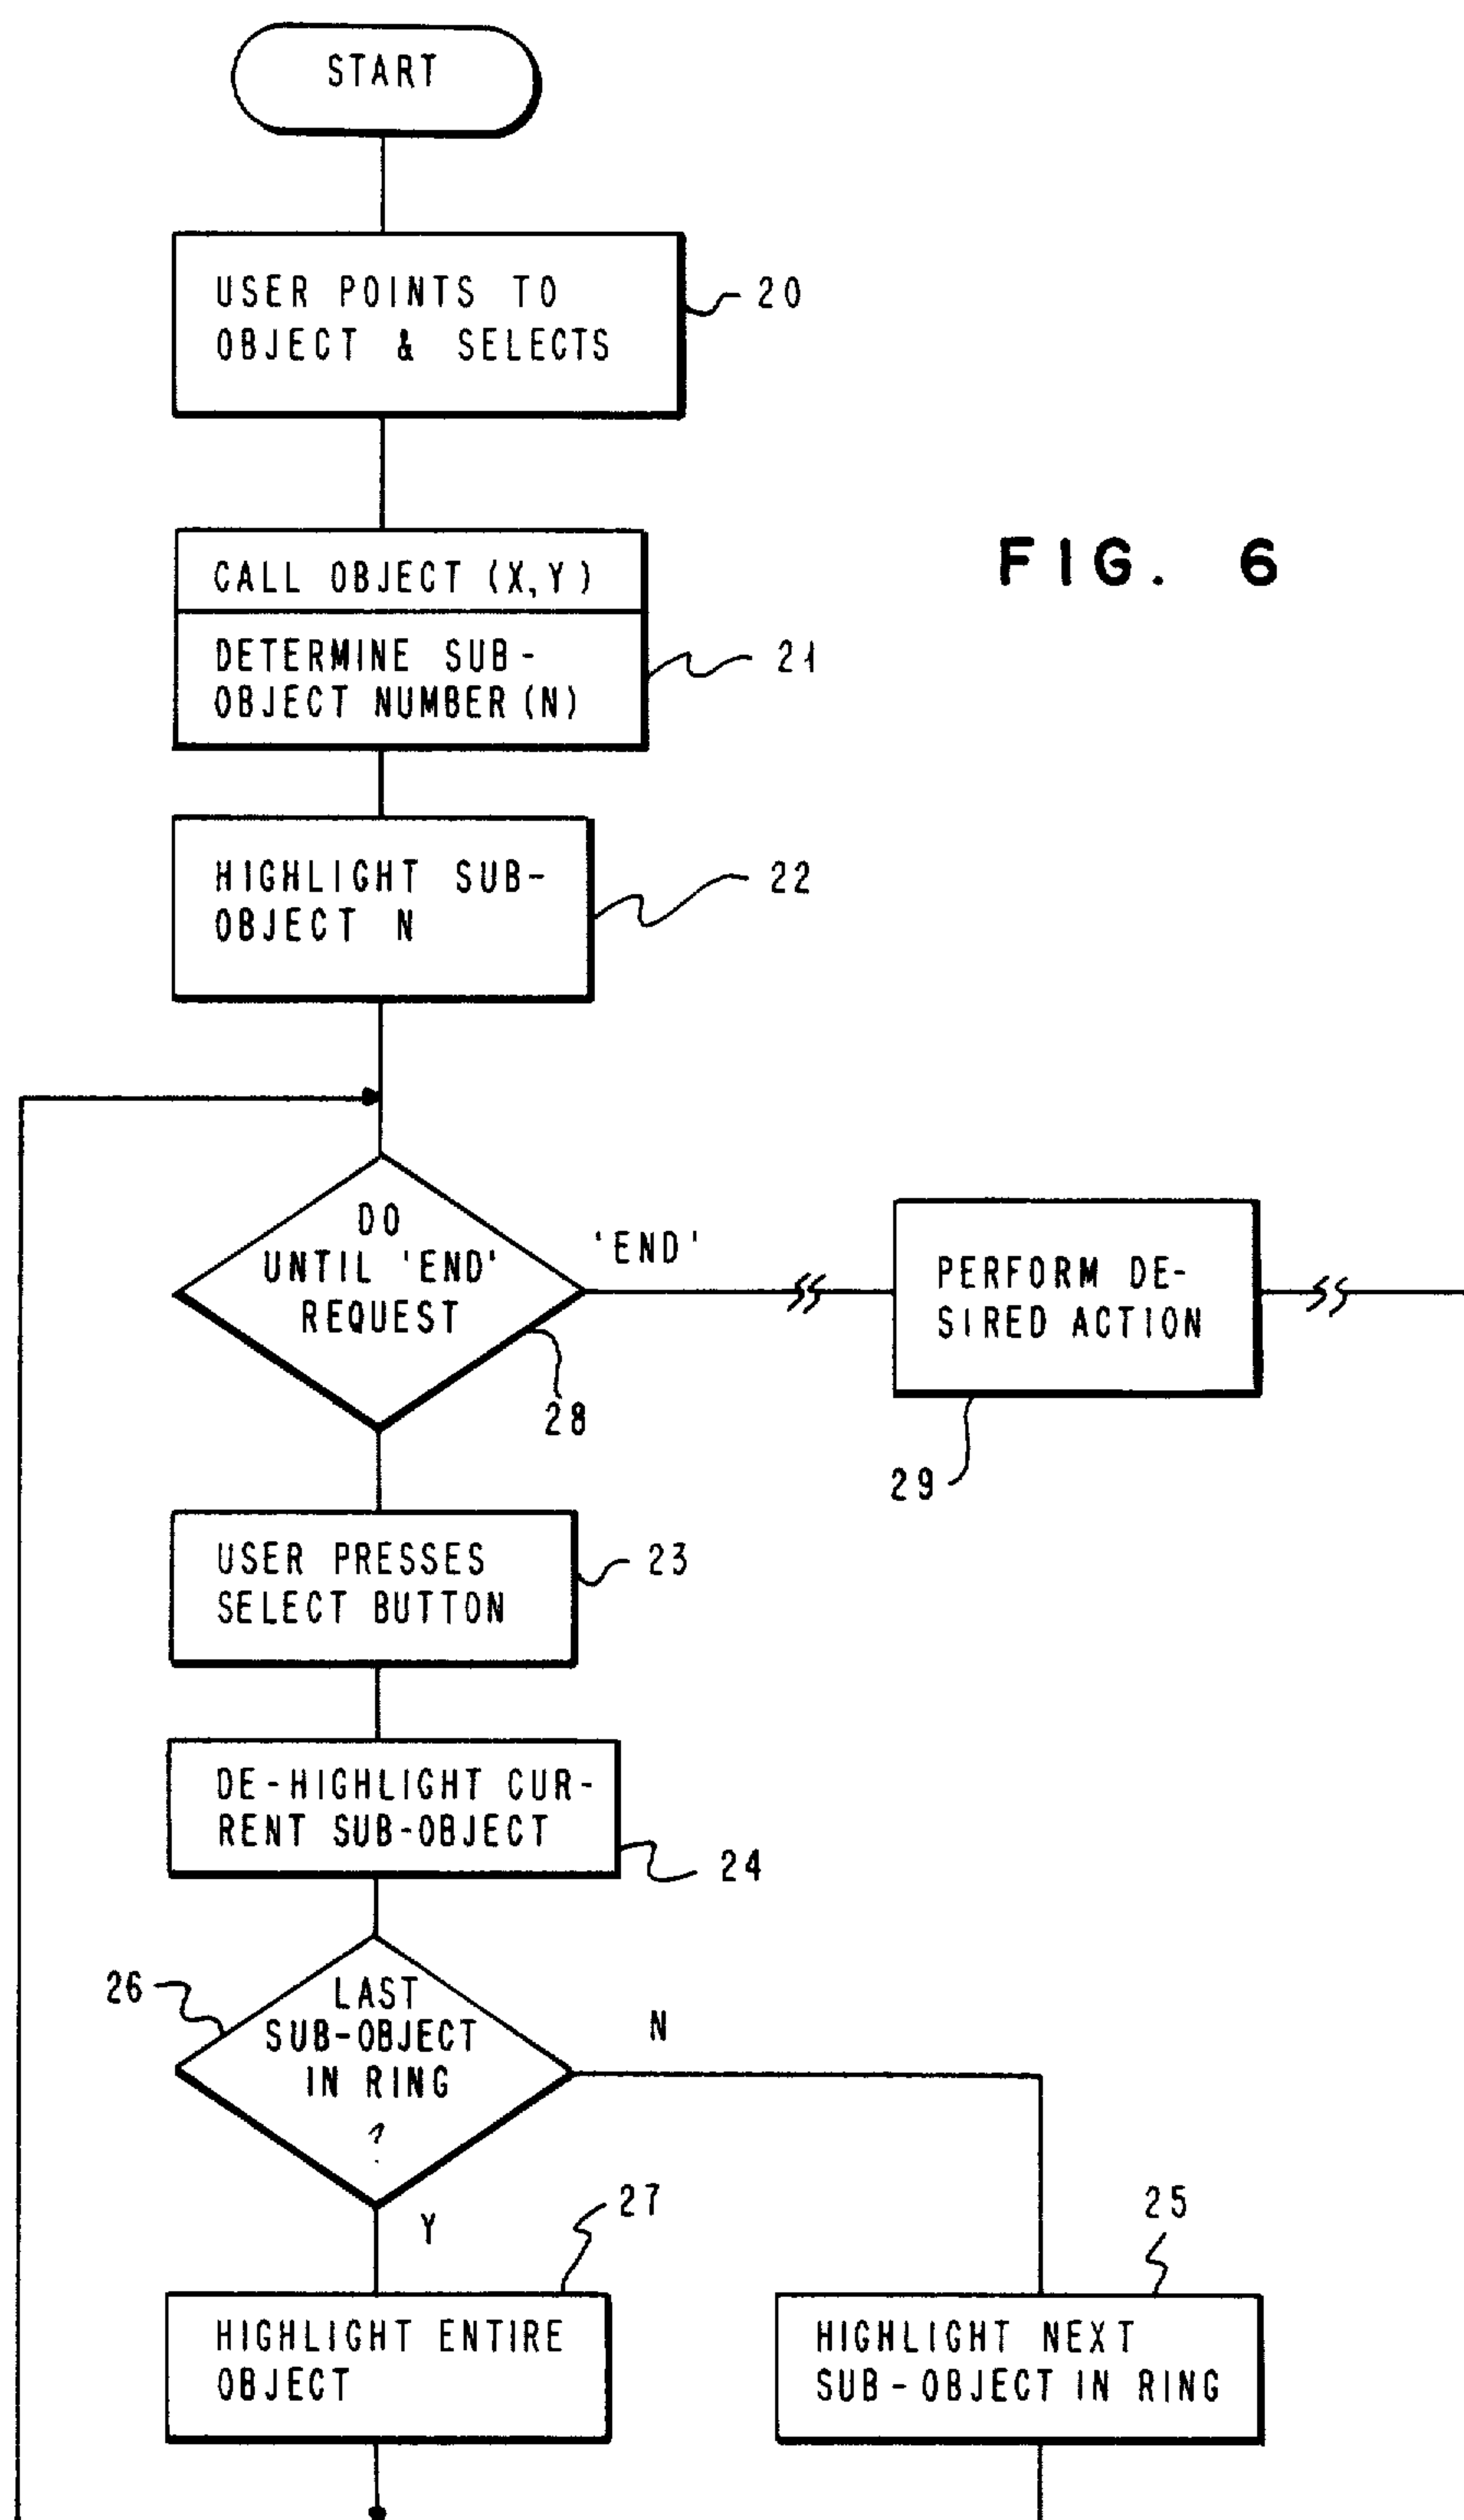 START
USER POINTS TO
OBJECT & SELECTS
20
CALL OBJECT (X,Y)
DETERMINE SUB-
OBJECT NUMBER (N)
21
FIG. 6
HIGHLIGHT SUB-
OBJECT N
22
DO
UNTIL 'END'
REQUEST
28
'END'
PERFORM DE-
SIRED ACTION
29
USER PRESSES
SELECT BUTTON
23
DE-HIGHLIGHT CUR-
RENT SUB-OBJECT
24
26
LAST
SUB-OBJECT
IN RING
?
N
Y
27
25
HIGHLIGHT ENTIRE
OBJECT
HIGHLIGHT NEXT
SUB-OBJECT IN RING